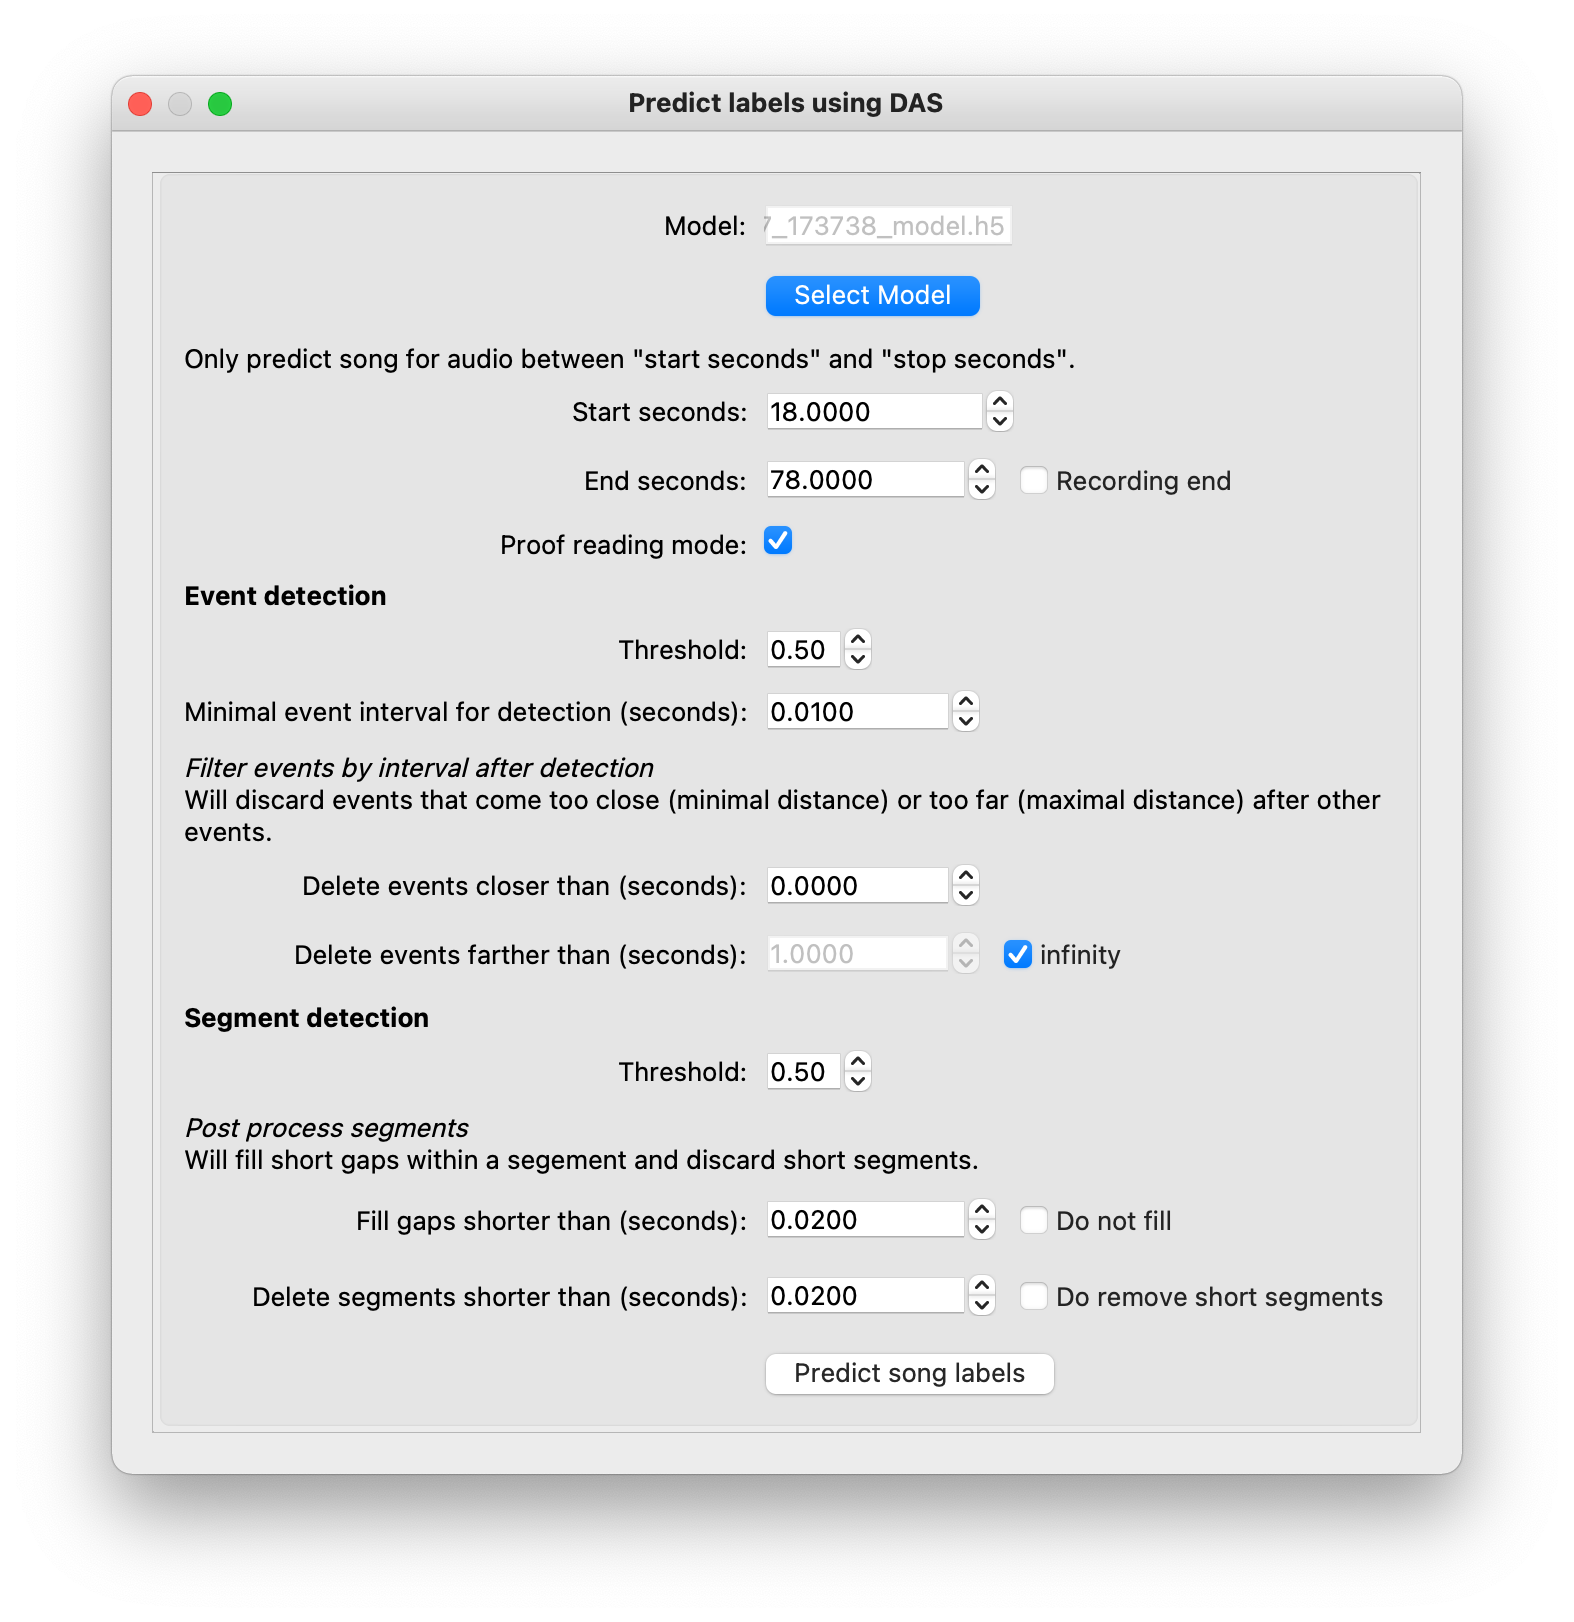 Predict labels using DAS
Model: _173738_model.h5
Select Model
Only predict song for audio between "start seconds" and "stop seconds".
Start seconds: 18.0000
End seconds: 78.0000 Recording end
Proof reading mode:
Event detection
Threshold: 0.50
Minimal event interval for detection (seconds): 0.0100
Filter events by interval after detection
Will discard events that come too close (minimal distance) or too far (maximal distance) after other
events.
Delete events closer than (seconds): 0.0000
Delete events farther than (seconds): 1.0000 infinity
Segment detection
Threshold: 0.50
Post process segments
Will fill short gaps within a segement and discard short segments.
Fill gaps shorter than (seconds): 0.0200 Do not fill
Delete segments shorter than (seconds): 0.0200 Do remove short segments
Predict song labels